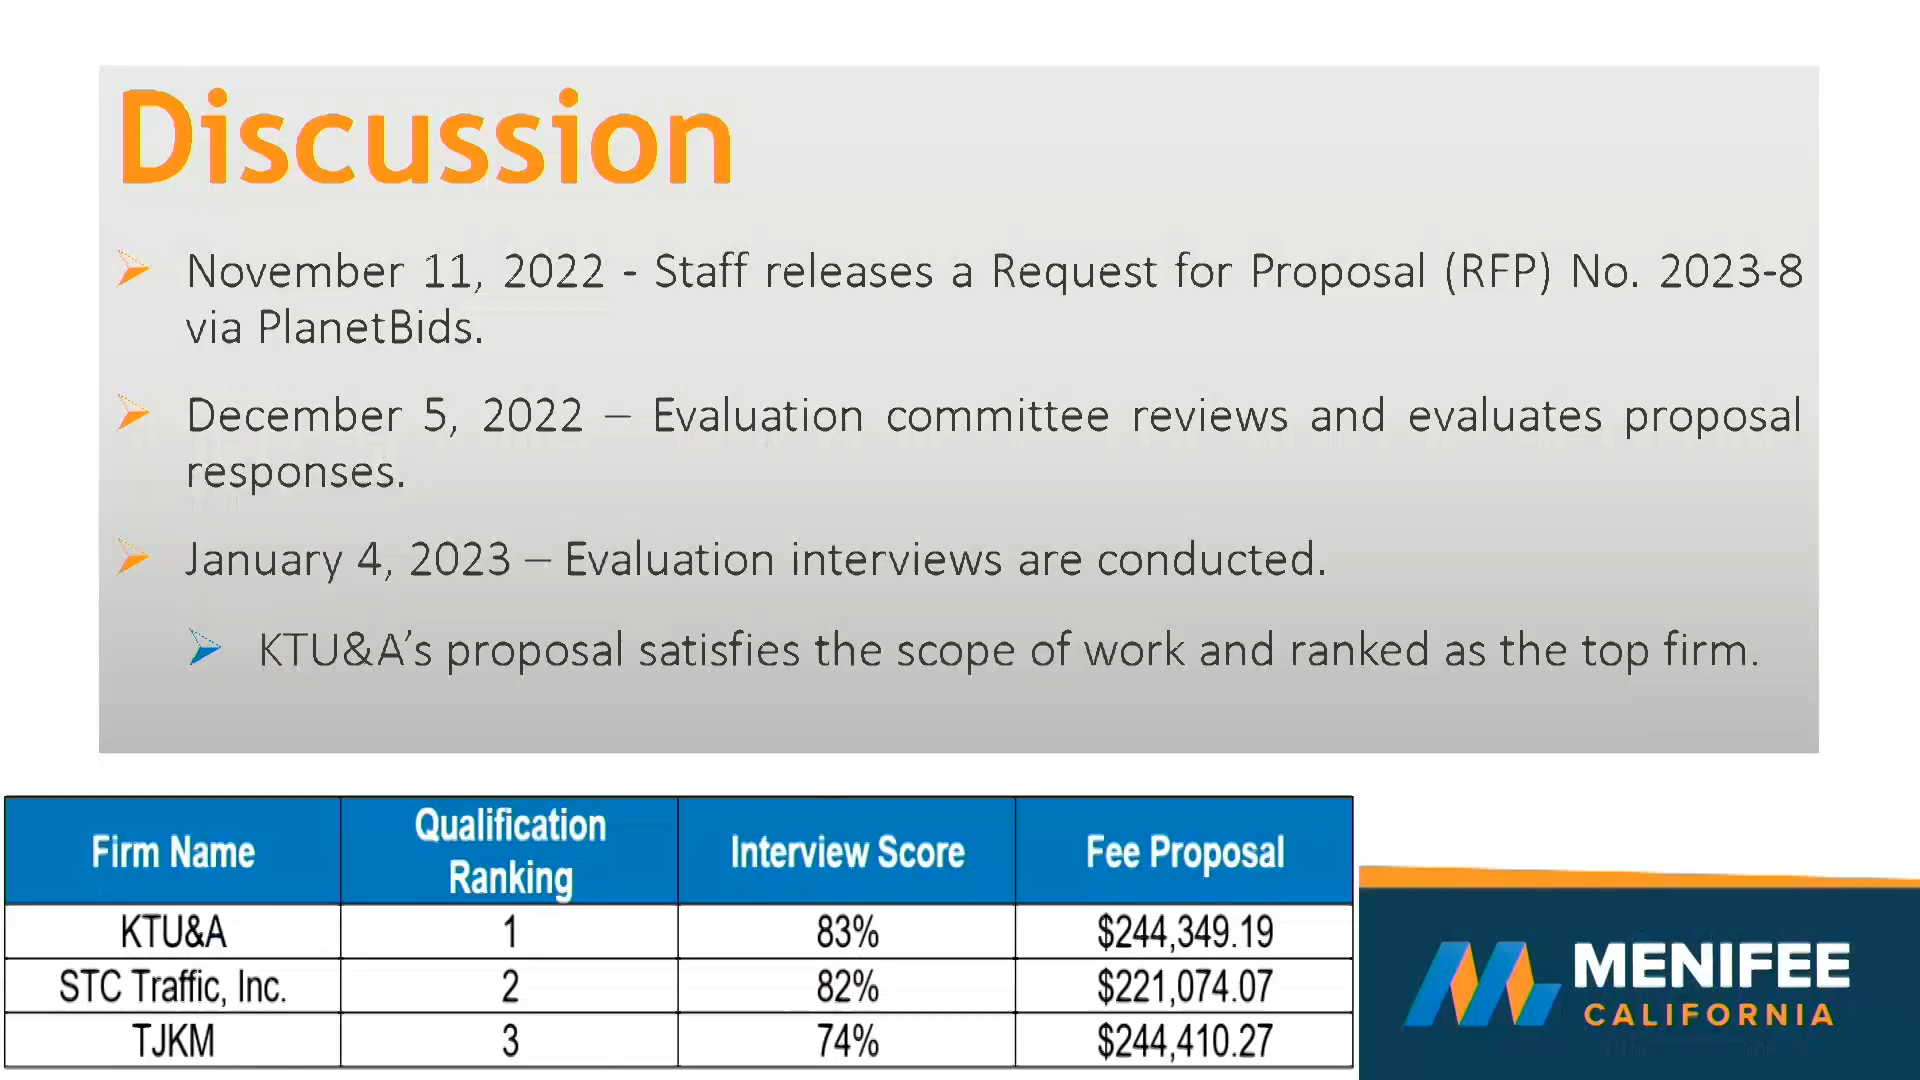 Discussion
November 11, 2022 - Staff releases a Request for Proposal (RFP) No. 2023-8
via PlanetBids.
December 5, 2022 – Evaluation committee reviews and evaluates proposal
responses.
January 4, 2023 – Evaluation interviews are conducted.
KTU&A’s proposal satisfies the scope of work and ranked as the top firm.
Firm Name Qualification Ranking Interview Score Fee Proposal
KTU&A 1 83% $244,349.19
STC Traffic, Inc. 2 82% $221,074.07
TJKM 3 74% $244,410.27
MENIFEE
CALIFORNIA